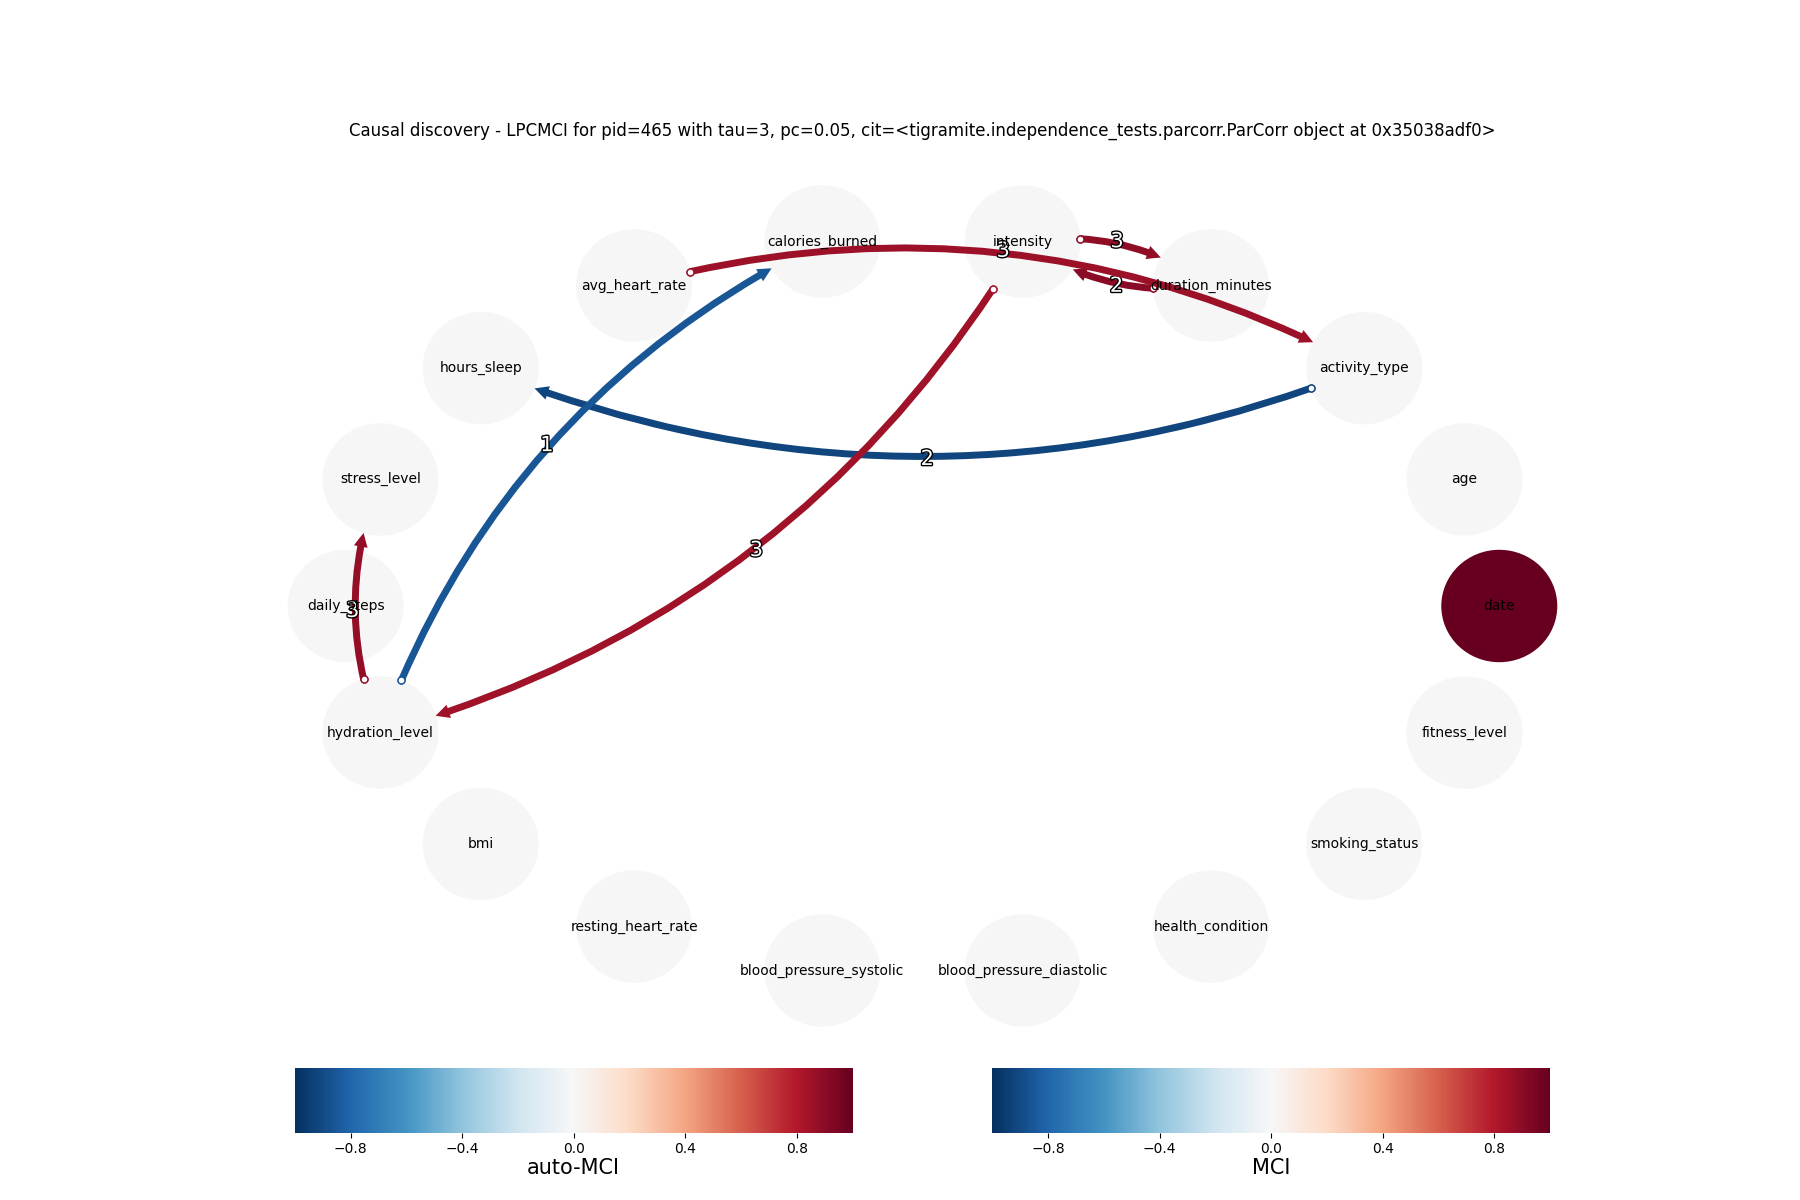 Causal discovery - LPCMCI for pid=465 with tau=3, pc=0.05, cit=<tigramite.independence_tests.parcorr.ParCorr object at 0x35038adf0>
calories_burned
intensity
3
3
avg_heart_rate
2
duration_minutes
hours_sleep
activity_type
1
2
stress_level
age
3
daily_steps
3
date
hydration_level
fitness_level
bmi
smoking_status
resting_heart_rate
health_condition
blood_pressure_systolic
blood_pressure_diastolic
−0.8 −0.4 0.0 0.4 0.8
auto-MCI
−0.8 −0.4 0.0 0.4 0.8
MCI